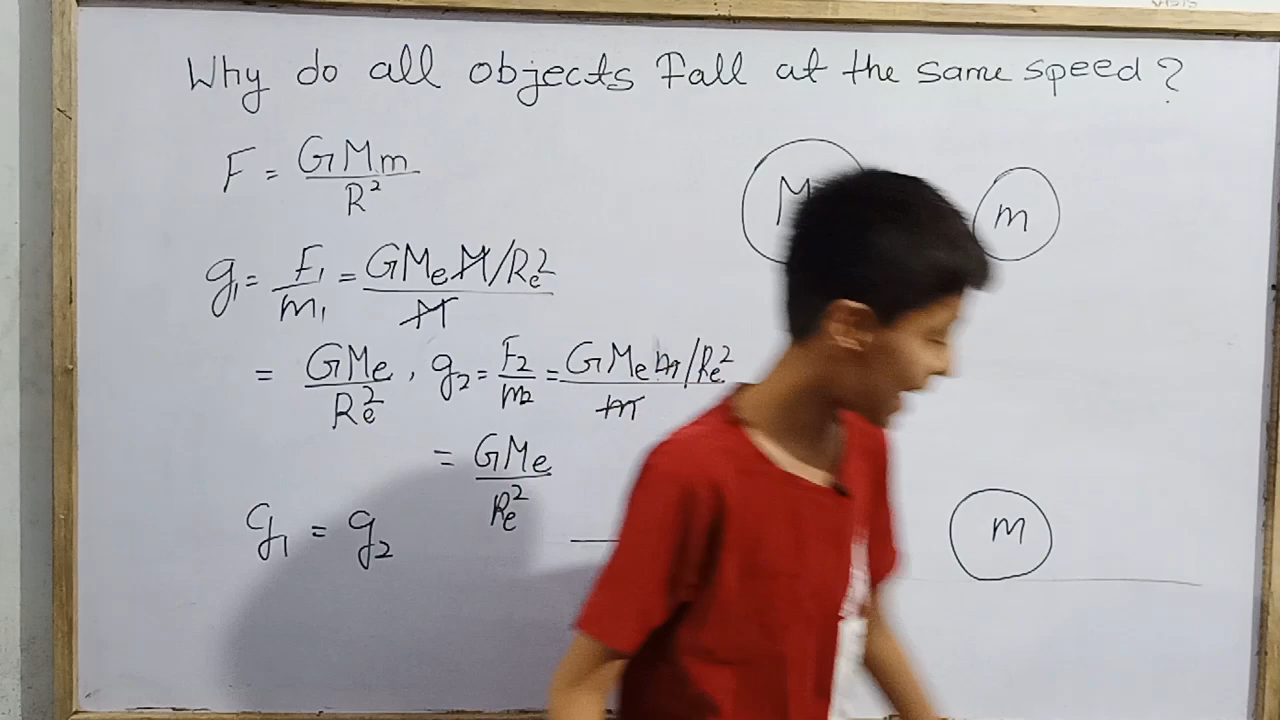 Why do all objects Fall at the same speed?
F = GMm/R²
M
m
g₁ = F₁/m₁ = (GMeM/Re²)/M
= GMe/Re², g₂ = F₂/m₂ = (GMem/Re²)/m
= GMe/Re²
g₁ = g₂
m